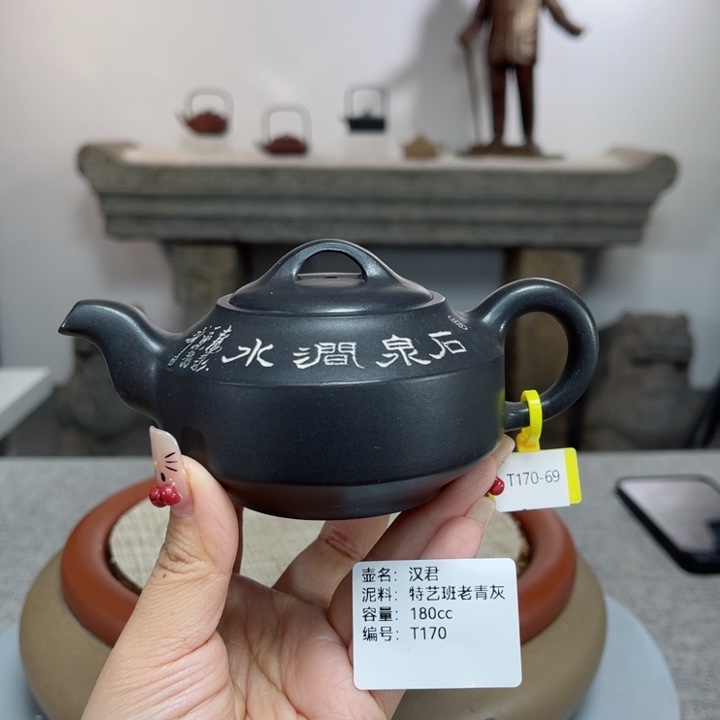 石泉澗水
T170-69
壶名：汉君
泥料：特艺班老青灰
容量：180cc
编号：T170